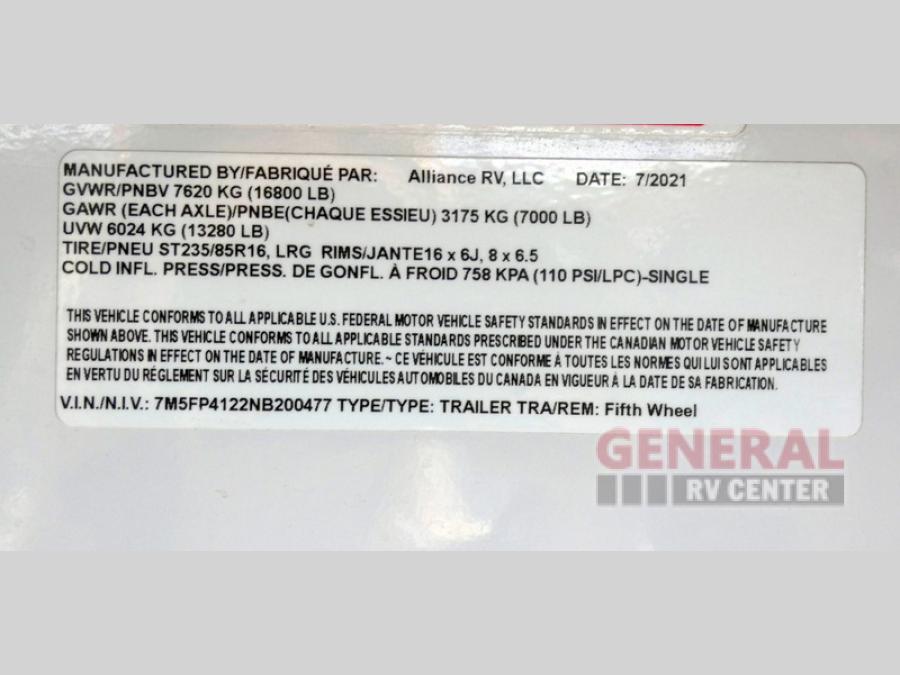 MANUFACTURED BY/FABRIQUÉ PAR: Alliance RV, LLC DATE: 7/2021
GVWR/PNBV 7620 KG (16800 LB)
GAWR (EACH AXLE)/PNBE(CHAQUE ESSIEU) 3175 KG (7000 LB)
UVW 6024 KG (13280 LB)
TIRE/PNEU ST235/85R16, LRG RIMS/JANTE16 x 6J, 8 x 6.5
COLD INFL. PRESS/PRESS. DE GONFL. À FROID 758 KPA (110 PSI/LPC)-SINGLE
THIS VEHICLE CONFORMS TO ALL APPLICABLE U.S. FEDERAL MOTOR VEHICLE SAFETY STANDARDS IN EFFECT ON THE DATE OF MANUFACTURE
SHOWN ABOVE. THIS VEHICLE CONFORMS TO ALL APPLICABLE STANDARDS PRESCRIBED UNDER THE CANADIAN MOTOR VEHICLE SAFETY
REGULATIONS IN EFFECT ON THE DATE OF MANUFACTURE. ~ CE VÉHICULE EST CONFORME À TOUTES LES NORMES QUI LUI SONT APPLICABLES
EN VERTU DU RÉGLEMENT SUR LA SÉCURITÉ DES VÉHICULES AUTOMOBILES DU CANADA EN VIGUEUR À LA DATE DE SA FABRICATION.
V.I.N./N.I.V.: 7M5FP4122NB200477 TYPE/TYPE: TRAILER TRA/REM: Fifth Wheel
GENERAL
RV CENTER